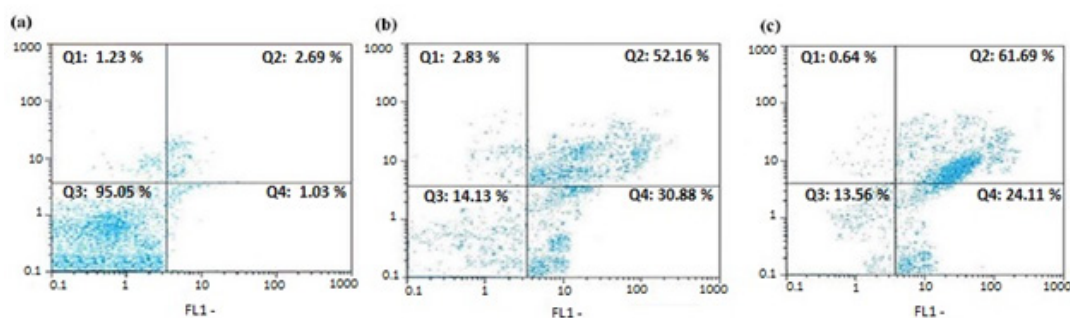 (a)
1000
Q1: 1.23 %
Q2: 2.69 %
100
10
Q3: 95.05 %
Q4: 1.03 %
1
0.1
0.1 1 10 100 1000
FL1 -
(b)
1000
Q1: 2.83 %
Q2: 52.16 %
100
10
Q3: 14.13 %
Q4: 30.88 %
1
0.1
0.1 1 10 100 1000
FL1 -
(c)
1000
Q1: 0.64 %
Q2: 61.69 %
100
10
Q3: 13.56 %
Q4: 24.11 %
1
0.1
0.1 1 10 100 1000
FL1 -